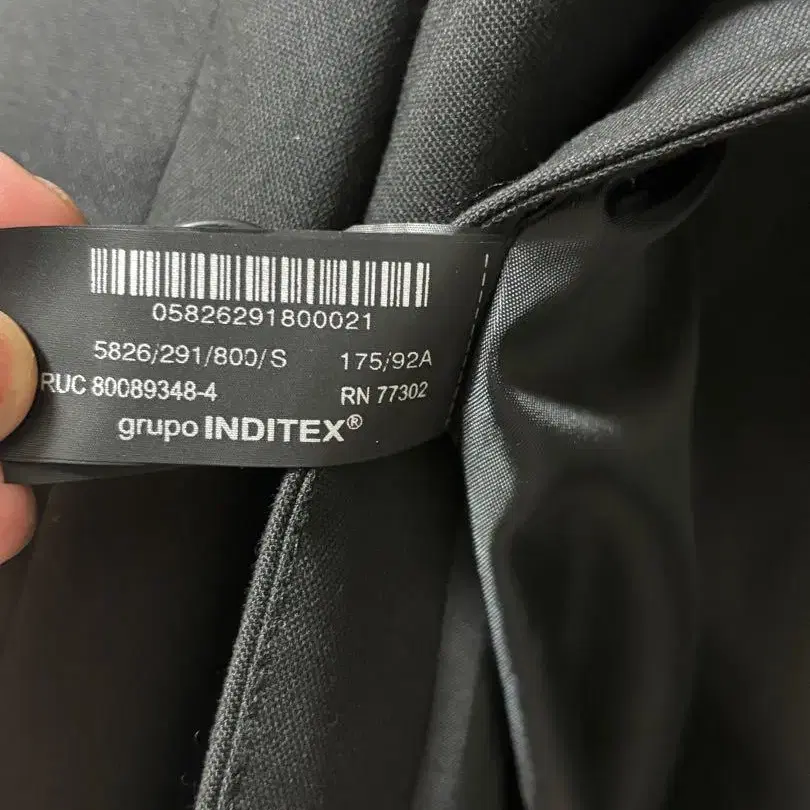 05826291800021
5826/291/800/S 175/92A
RUC 80089348-4 RN 77302
grupo INDITEX®